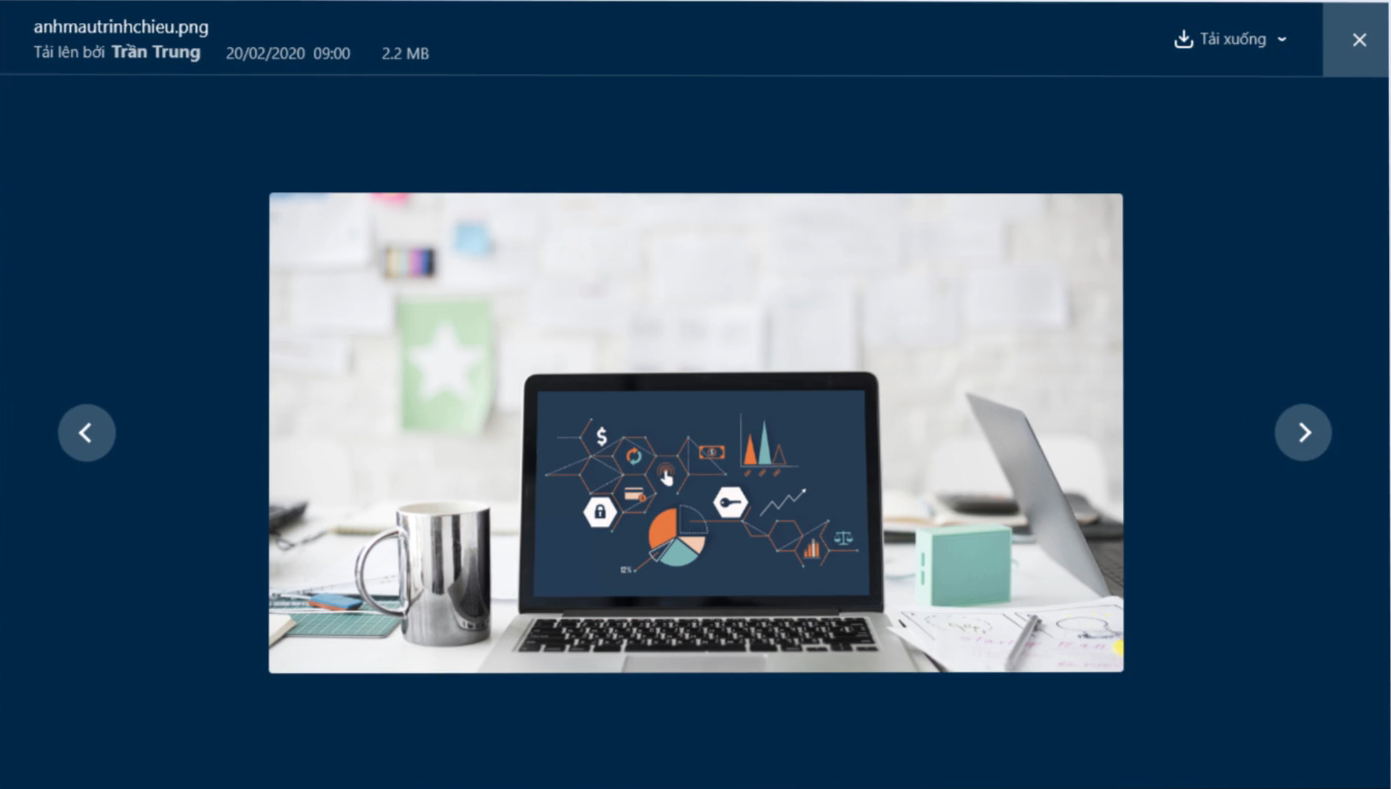 anhmautrinhchieu.png
Tải lên bởi Trần Trung 20/02/2020 09:00 2.2 MB
Tải xuống
$
12%